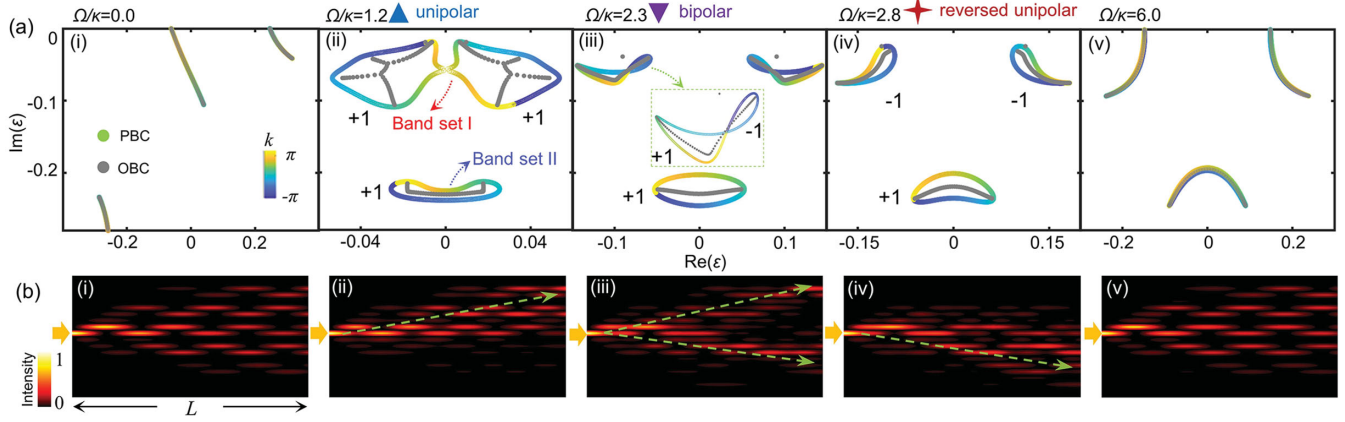 Ω/κ=0.0
Ω/κ=1.2 unipolar
Ω/κ=2.3 bipolar
Ω/κ=2.8 reversed unipolar
Ω/κ=6.0
(a)
(i)
(ii)
(iii)
(iv)
(v)
0
-0.1
-0.2
Im(ε)
PBC
OBC
k
π
-π
+1
+1
Band set I
Band set II
+1
-1
+1
+1
-1
-1
+1
-0.2
0
0.2
-0.04
0
0.04
-0.1
0
0.1
-0.15
0
0.15
-0.2
0
0.2
Re(ε)
(b)
(i)
(ii)
(iii)
(iv)
(v)
Intensity
1
0
L